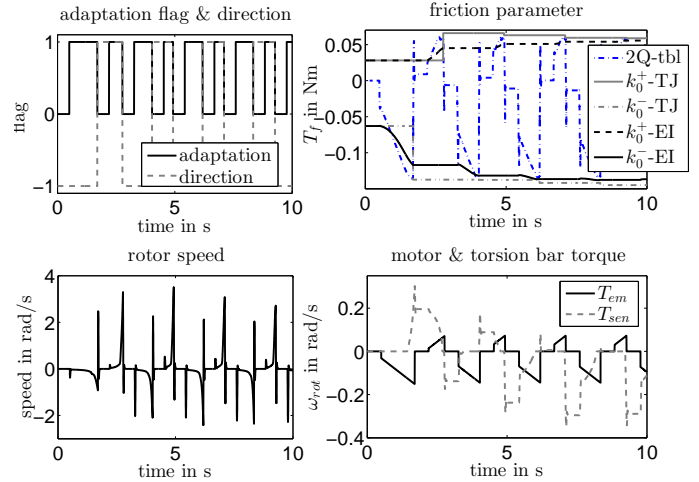 adaptation flag & direction
1
0
−1
flag
adaptation
direction
0
5
10
time in s
friction parameter
0.05
0
−0.05
−0.1
T_f in Nm
2Q-tbl
k_0^+-TJ
k_0^−-TJ
k_0^+-EI
k_0^−-EI
0
5
10
time in s
rotor speed
4
2
0
−2
speed in rad/s
0
5
10
time in s
motor & torsion bar torque
0.3
0
−0.2
−0.4
ω_rot in rad/s
T_em
T_sen
0
5
10
time in s